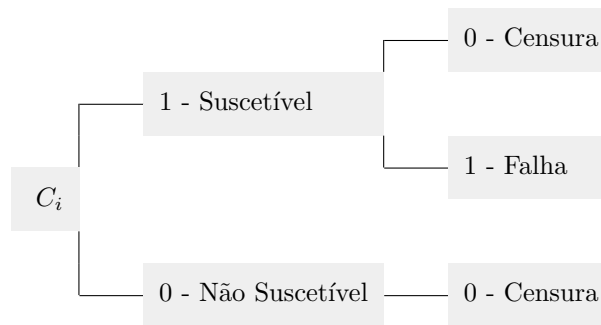 0 - Censura
1 - Suscetível
1 - Falha
C_i
0 - Não Suscetível
0 - Censura